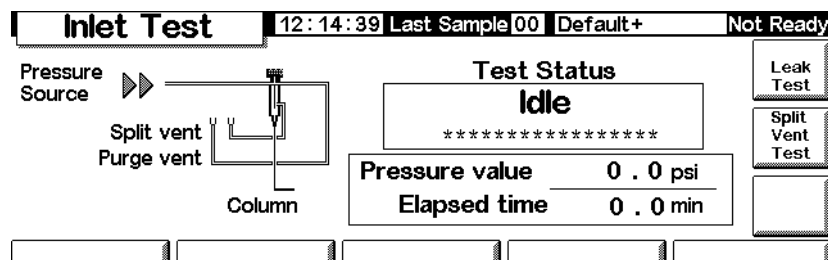 Inlet Test 12:14:39 Last Sample 00 Default+ Not Ready
Pressure
Source
Split vent
Purge vent
Column
Test Status
Idle
*****************
Pressure value 0 . 0 psi
Elapsed time 0 . 0 min
Leak
Test
Split
Vent
Test